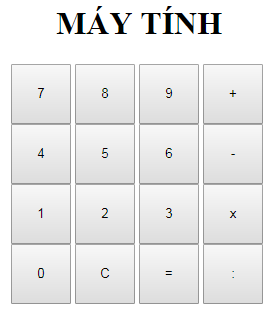 MÁY TÍNH
7 8 9 +
4 5 6 -
1 2 3 x
0 C = :